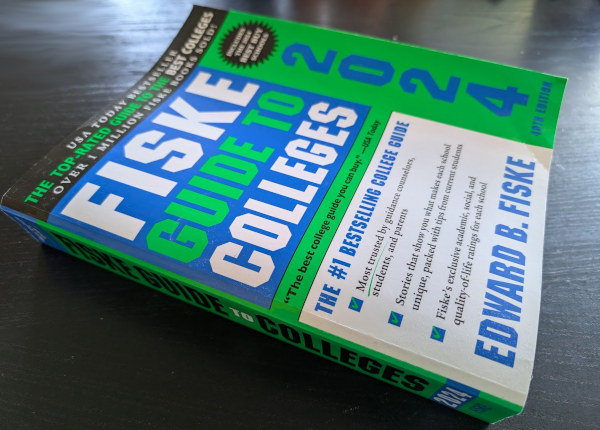 USA TODAY BESTSELLER
THE TOP-RATED GUIDE TO THE BEST COLLEGES
OVER 1 MILLION FISKE BOOKS SOLD!
BEST BUY
2024
FISKE
GUIDE TO
COLLEGES
40TH EDITION
"The best college guide you can buy." —USA Today
THE #1 BESTSELLING COLLEGE GUIDE
Most trusted by guidance counselors,
students, and parents
Stories that show you what makes each school
unique, packed with tips from current students
Fiske's exclusive academic, social, and
quality-of-life ratings for each school
EDWARD B. FISKE
FISKE GUIDE TO COLLEGES 2024